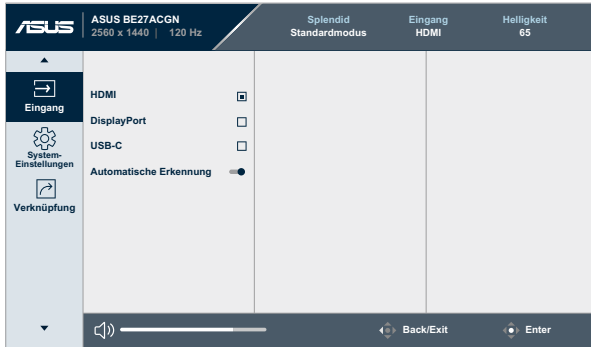 ASUS
ASUS BE27ACGN
2560 x 1440 | 120 Hz
Splendid
Standardmodus
Eingang
HDMI
Helligkeit
65
Eingang
System-
Einstellungen
Verknüpfung
HDMI
DisplayPort
USB-C
Automatische Erkennung
Back/Exit
Enter